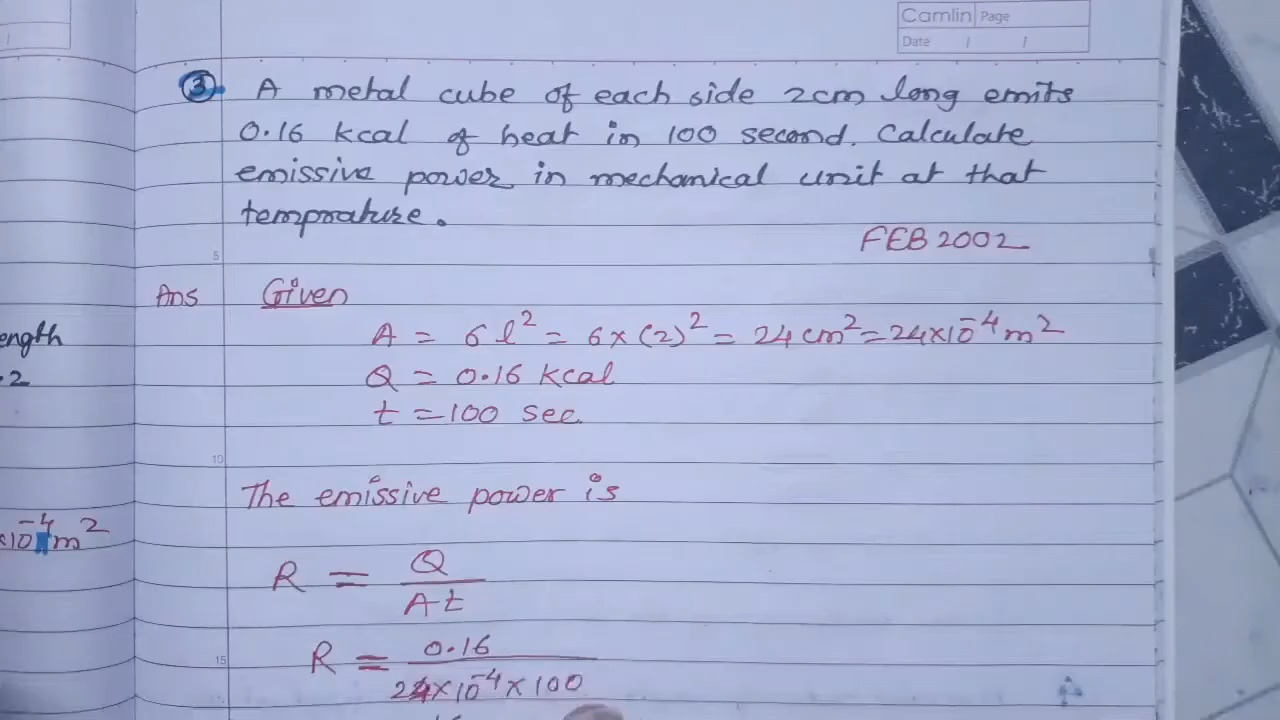 Camlin Page
Date / /
3 A metal cube of each side 2cm long emits
0.16 kcal of heat in 100 second. Calculate
emissive power in mechanical unit at that
temprature.
FEB 2002
5
Ans Given
A = 6 l² = 6 × (2)² = 24 cm² = 24×10⁻⁴ m²
ength
Q = 0.16 kcal
.2
t = 100 sec
10
The emissive power is
×10⁻⁴ m²
R = Q / At
15
R = 0.16 / 24×10⁻⁴×100